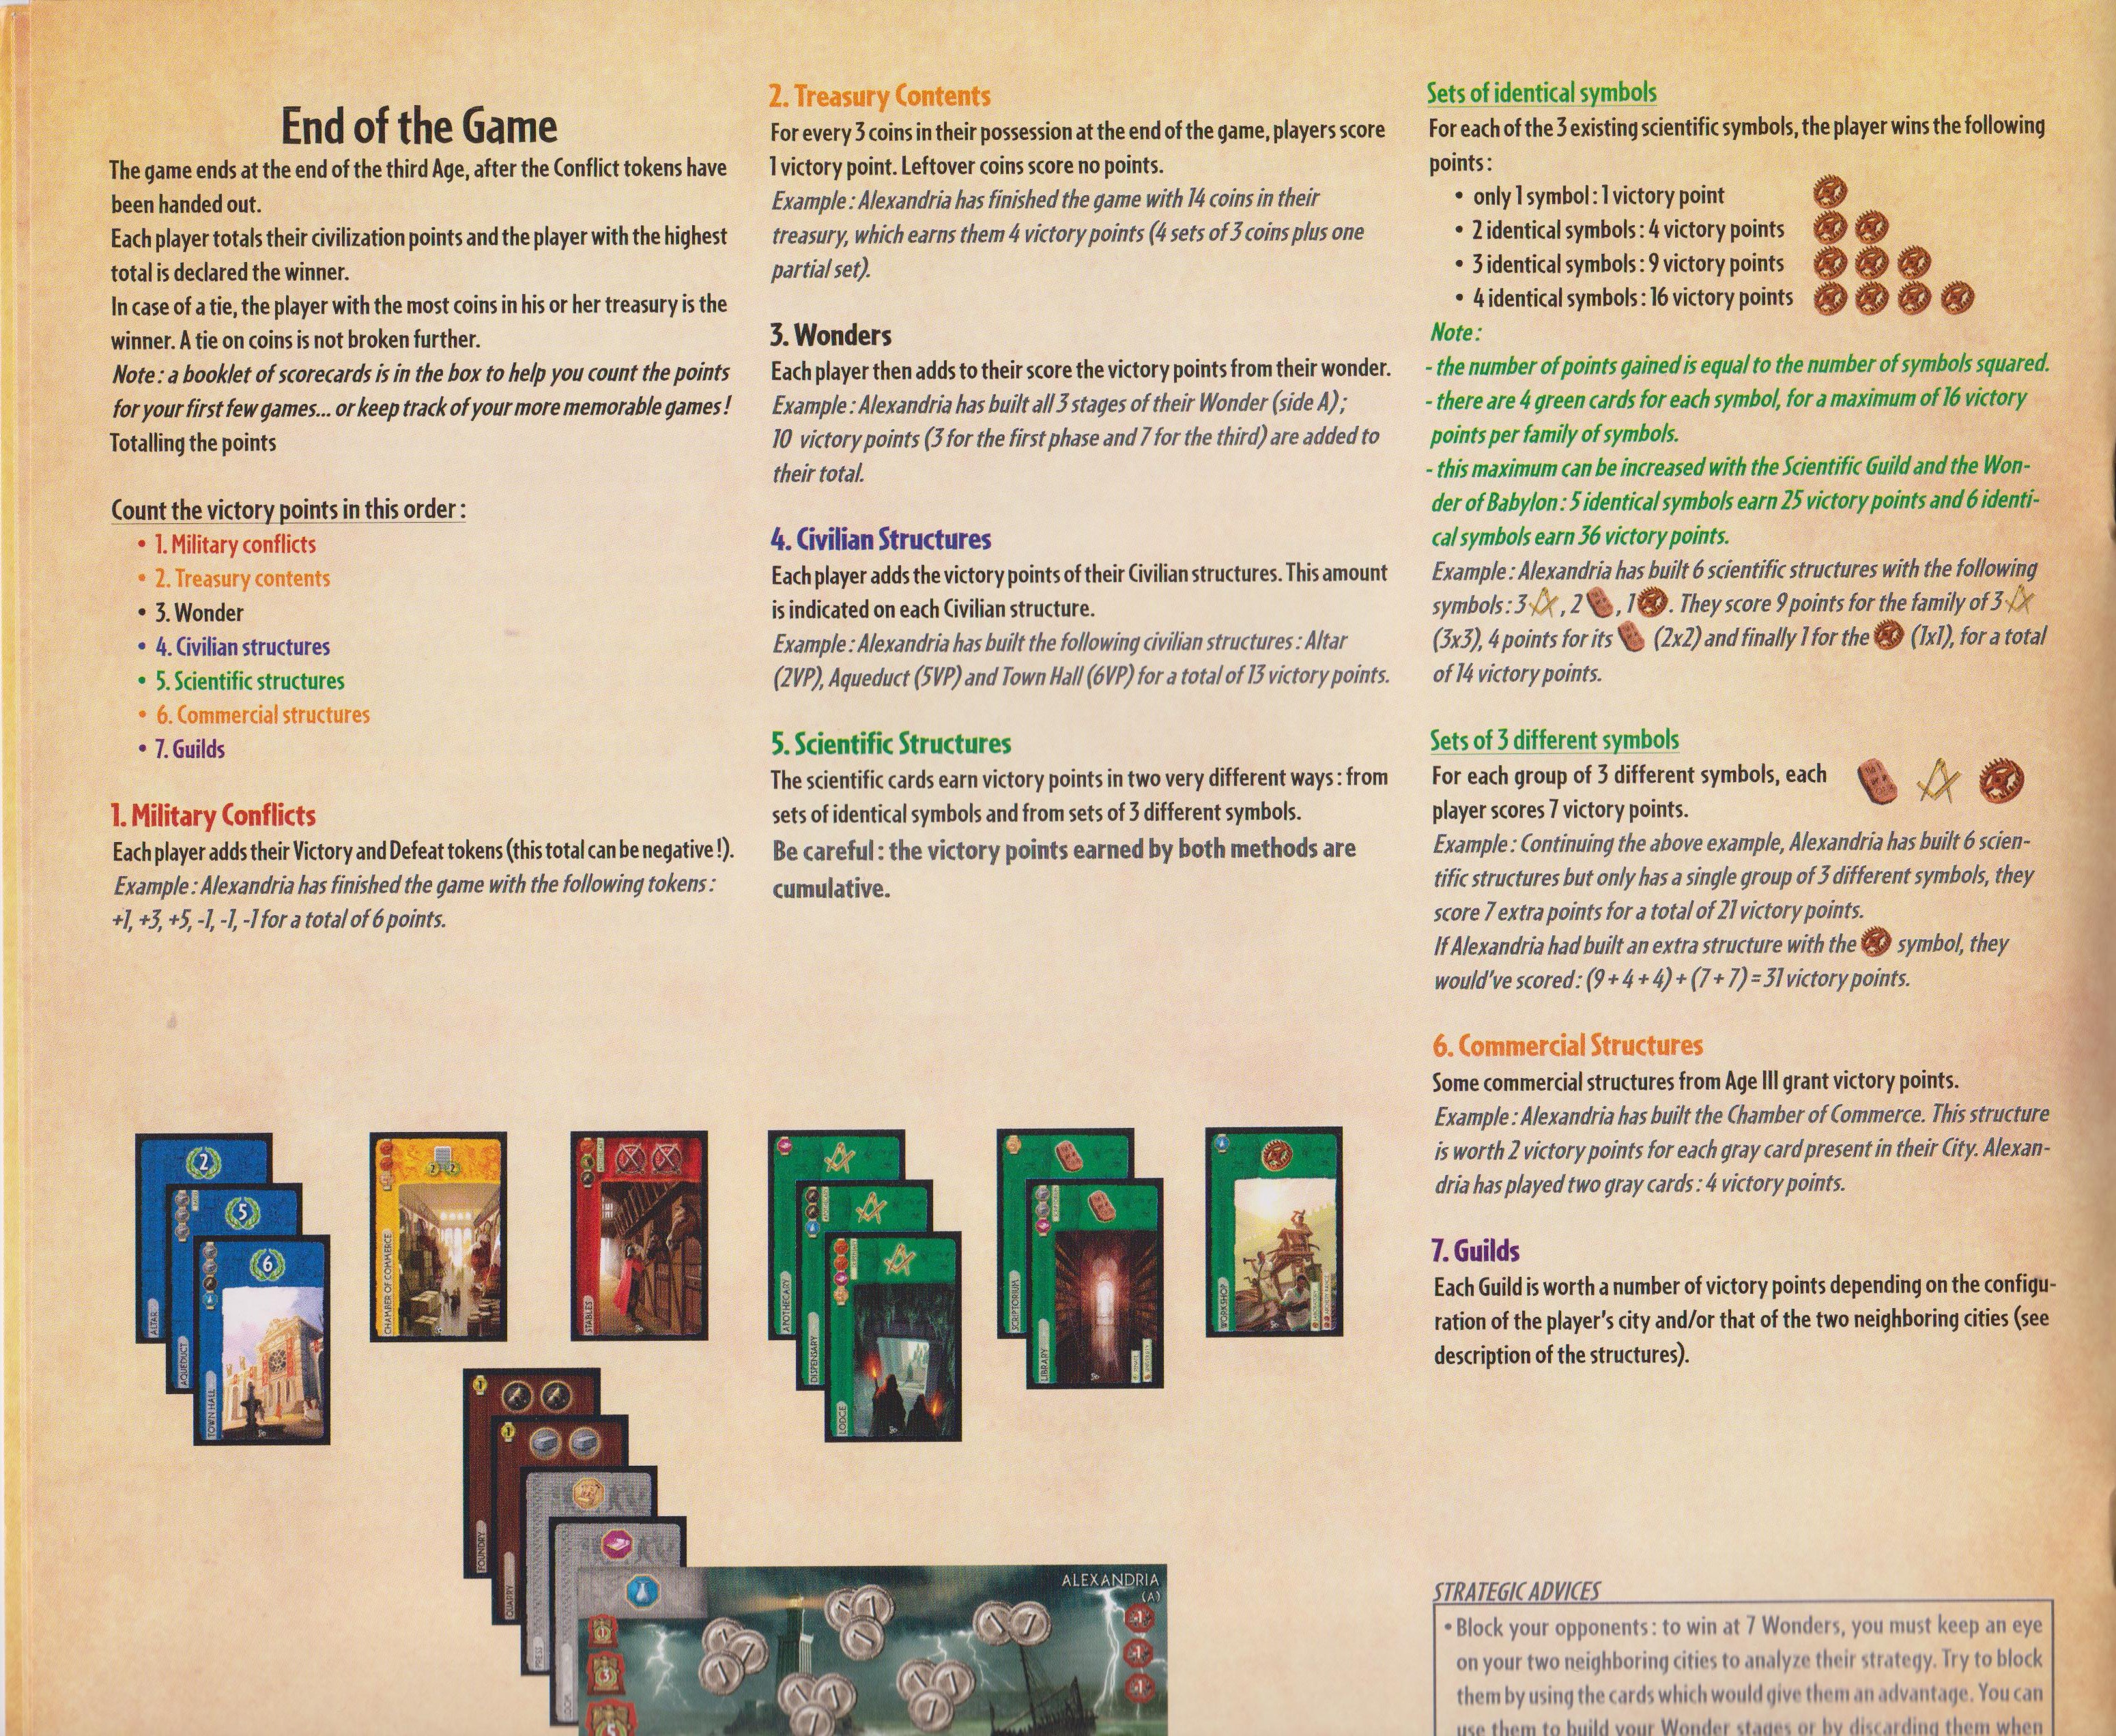 End of the Game
The game ends at the end of the third Age, after the Conflict tokens have
been handed out.
Each player totals their civilization points and the player with the highest
total is declared the winner.
In case of a tie, the player with the most coins in his or her treasury is the
winner. A tie on coins is not broken further.
Note : a booklet of scorecards is in the box to help you count the points
for your first few games... or keep track of your more memorable games !
Totalling the points
Count the victory points in this order :
• 1. Military conflicts
• 2. Treasury contents
• 3. Wonder
• 4. Civilian structures
• 5. Scientific structures
• 6. Commercial structures
• 7. Guilds
1. Military Conflicts
Each player adds their Victory and Defeat tokens (this total can be negative !).
Example : Alexandria has finished the game with the following tokens :
+1, +3, +5, -1, -1, -1 for a total of 6 points.
2. Treasury Contents
For every 3 coins in their possession at the end of the game, players score
1 victory point. Leftover coins score no points.
Example : Alexandria has finished the game with 14 coins in their
treasury, which earns them 4 victory points (4 sets of 3 coins plus one
partial set).
3. Wonders
Each player then adds to their score the victory points from their wonder.
Example : Alexandria has built all 3 stages of their Wonder (side A) ;
10 victory points (3 for the first phase and 7 for the third) are added to
their total.
4. Civilian Structures
Each player adds the victory points of their Civilian structures. This amount
is indicated on each Civilian structure.
Example : Alexandria has built the following civilian structures : Altar
(2VP), Aqueduct (5VP) and Town Hall (6VP) for a total of 13 victory points.
5. Scientific Structures
The scientific cards earn victory points in two very different ways : from
sets of identical symbols and from sets of 3 different symbols.
Be careful : the victory points earned by both methods are
cumulative.
Sets of identical symbols
For each of the 3 existing scientific symbols, the player wins the following
points :
• only 1 symbol : 1 victory point
• 2 identical symbols : 4 victory points
• 3 identical symbols : 9 victory points
• 4 identical symbols : 16 victory points
Note :
- the number of points gained is equal to the number of symbols squared.
- there are 4 green cards for each symbol, for a maximum of 16 victory
points per family of symbols.
- this maximum can be increased with the Scientific Guild and the Won-
der of Babylon : 5 identical symbols earn 25 victory points and 6 identi-
cal symbols earn 36 victory points.
Example : Alexandria has built 6 scientific structures with the following
symbols : 3 , 2 , 1 . They score 9 points for the family of 3
(3x3), 4 points for its (2x2) and finally 1 for the (1x1), for a total
of 14 victory points.
Sets of 3 different symbols
For each group of 3 different symbols, each
player scores 7 victory points.
Example : Continuing the above example, Alexandria has built 6 scien-
tific structures but only has a single group of 3 different symbols, they
score 7 extra points for a total of 21 victory points.
If Alexandria had built an extra structure with the symbol, they
would've scored : (9 + 4 + 4) + (7 + 7) = 31 victory points.
6. Commercial Structures
Some commercial structures from Age III grant victory points.
Example : Alexandria has built the Chamber of Commerce. This structure
is worth 2 victory points for each gray card present in their City. Alexan-
dria has played two gray cards : 4 victory points.
7. Guilds
Each Guild is worth a number of victory points depending on the configu-
ration of the player's city and/or that of the two neighboring cities (see
description of the structures).
2
ALTAR
5
AQUEDUCT
6
TOWN HALL
2 2
CHAMBER OF COMMERCE
STABLES
APOTHECARY
DISPENSARY
LODGE
SCRIPTORIUM
LIBRARY
WORKSHOP
1
FOUNDRY
1
QUARRY
PRESS
LOOM
ALEXANDRIA
(A)
1
3
5
-1
-1
-1
STRATEGIC ADVICES
• Block your opponents : to win at 7 Wonders, you must keep an eye
on your two neighboring cities to analyze their strategy. Try to block
them by using the cards which would give them an advantage. You can
use them to build your Wonder stages or by discarding them when